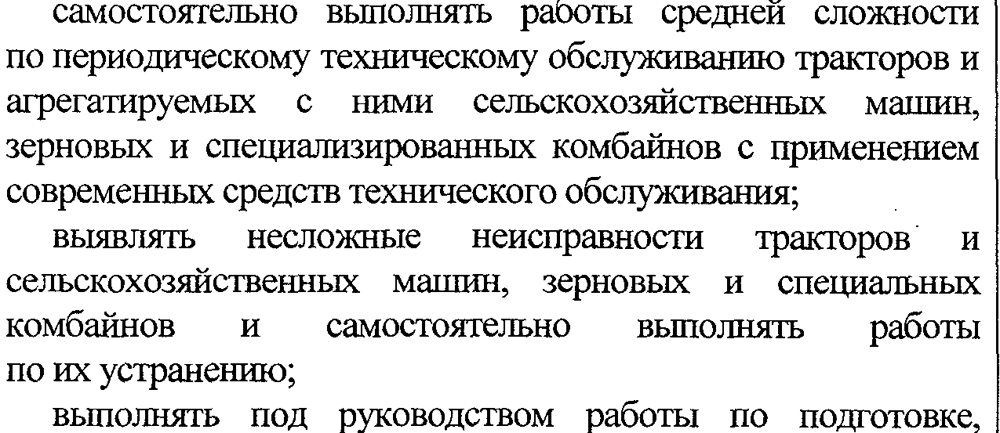 самостоятельно выполнять работы средней сложности
по периодическому техническому обслуживанию тракторов и
агрегатируемых с ними сельскохозяйственных машин,
зерновых и специализированных комбайнов с применением
современных средств технического обслуживания;
выявлять несложные неисправности тракторов и
сельскохозяйственных машин, зерновых и специальных
комбайнов и самостоятельно выполнять работы
по их устранению;
выполнять под руководством работы по подготовке,